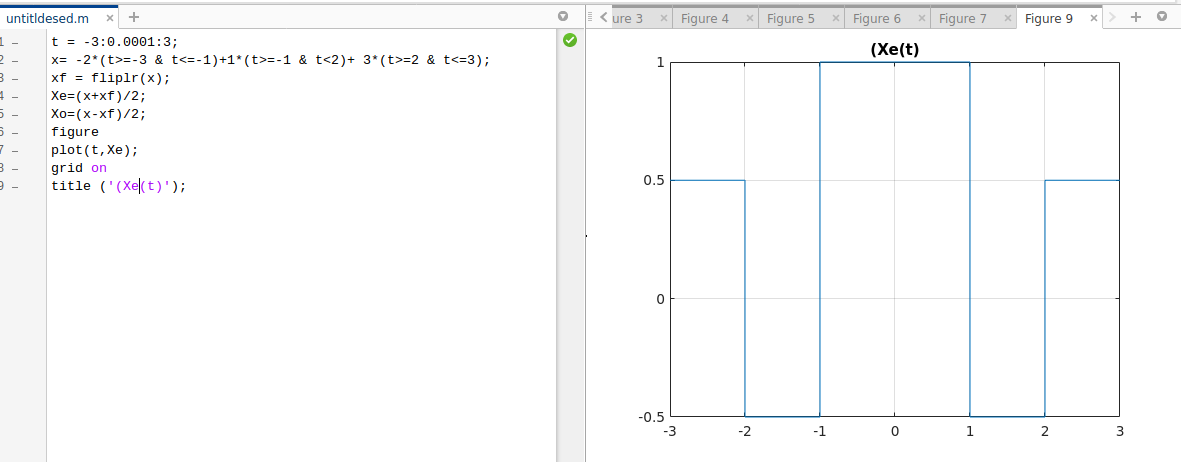 untitldesed.m × +
ure 3 × Figure 4 × Figure 5 × Figure 6 × Figure 7 × Figure 9 × +
1 – t = -3:0.0001:3;
2 – x= -2*(t>=-3 & t<=-1)+1*(t>=-1 & t<2)+ 3*(t>=2 & t<=3);
3 – xf = fliplr(x);
4 – Xe=(x+xf)/2;
5 – Xo=(x-xf)/2;
6 – figure
7 – plot(t,Xe);
8 – grid on
9 – title ('(Xe(t)');
(Xe(t)
1
0.5
0
-0.5
-3 -2 -1 0 1 2 3